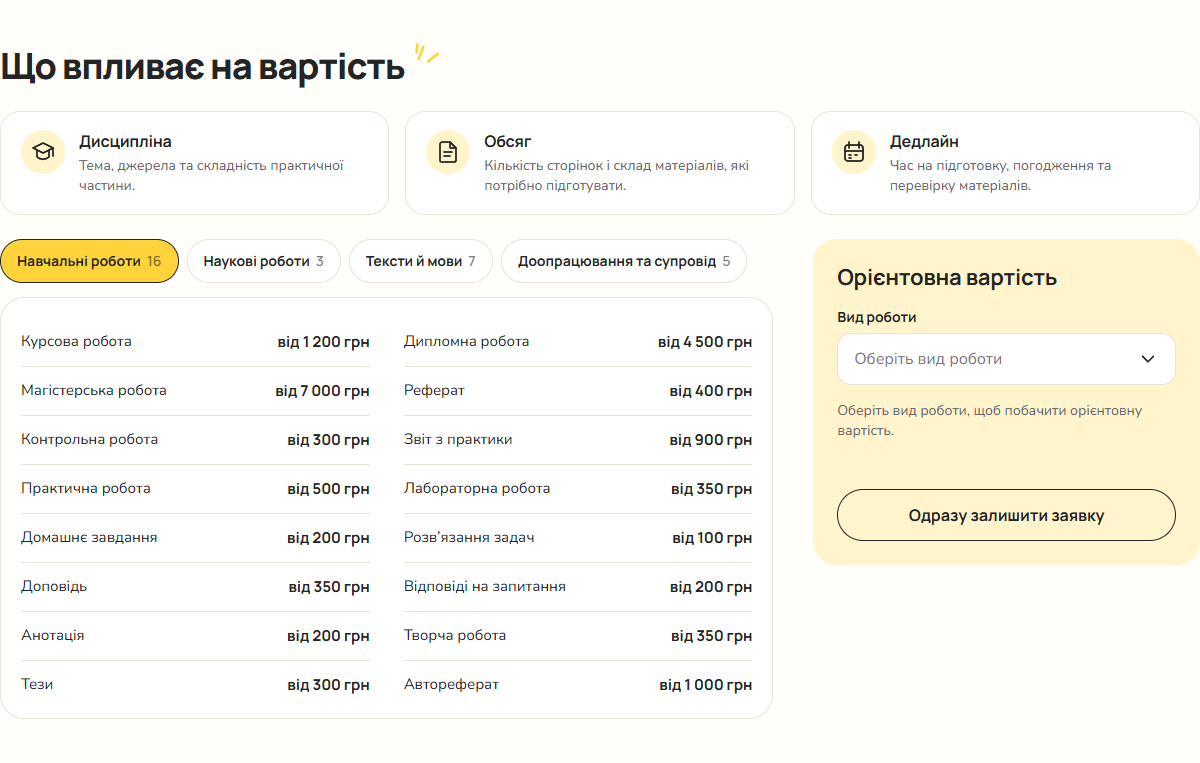 Що впливає на вартість
Дисципліна
Тема, джерела та складність практичної
частини.
Обсяг
Кількість сторінок і склад матеріалів, які
потрібно підготувати.
Дедлайн
Час на підготовку, погодження та
перевірку матеріалів.
Навчальні роботи 16
Наукові роботи 3
Тексти й мови 7
Доопрацювання та супровід 5
Курсова робота від 1 200 грн
Дипломна робота від 4 500 грн
Магістерська робота від 7 000 грн
Реферат від 400 грн
Контрольна робота від 300 грн
Звіт з практики від 900 грн
Практична робота від 500 грн
Лабораторна робота від 350 грн
Домашнє завдання від 200 грн
Розв’язання задач від 100 грн
Доповідь від 350 грн
Відповіді на запитання від 200 грн
Анотація від 200 грн
Творча робота від 350 грн
Тези від 300 грн
Автореферат від 1 000 грн
Орієнтовна вартість
Вид роботи
Оберіть вид роботи
Оберіть вид роботи, щоб побачити орієнтовну
вартість.
Одразу залишити заявку